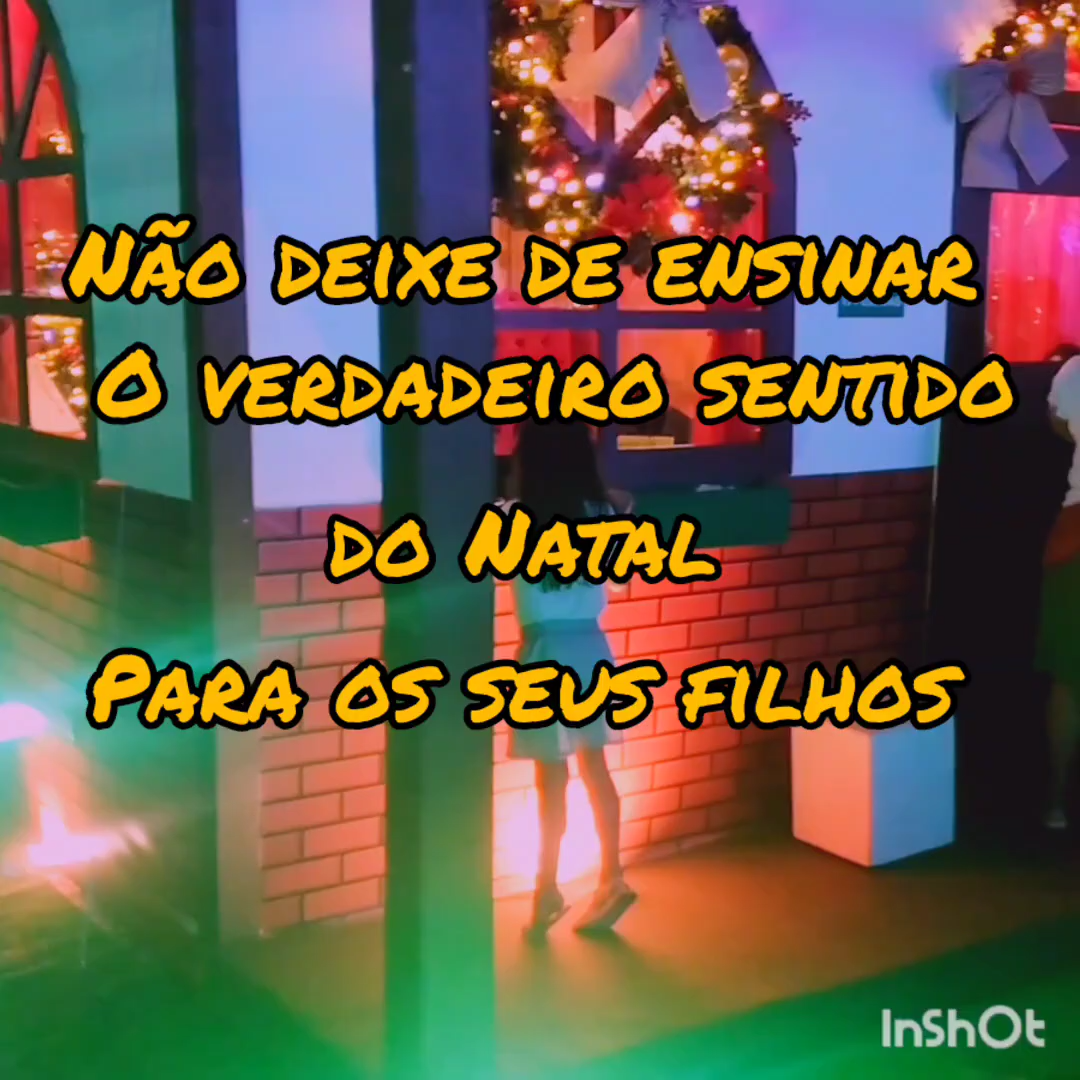 Não deixe de ensinar
O verdadeiro sentido
do Natal
Para os seus filhos
InShOt